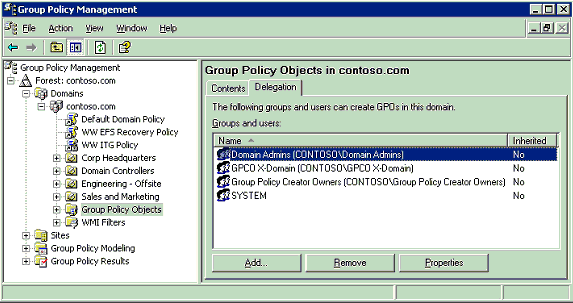 Group Policy Management
File Action View Window Help
Group Policy Management
Forest: contoso.com
Domains
contoso.com
Default Domain Policy
WW EFS Recovery Policy
WW ITG Policy
Corp Headquarters
Domain Controllers
Engineering - Offsite
Sales and Marketing
Group Policy Objects
WMI Filters
Sites
Group Policy Modeling
Group Policy Results
Group Policy Objects in contoso.com
Contents Delegation
The following groups and users can create GPOs in this domain.
Groups and users:
Name Inherited
Domain Admins (CONTOSO\Domain Admins) No
GPCO X-Domain (CONTOSO\GPCO X-Domain) No
Group Policy Creator Owners (CONTOSO\Group Policy Creator Owners) No
SYSTEM No
Add... Remove Properties